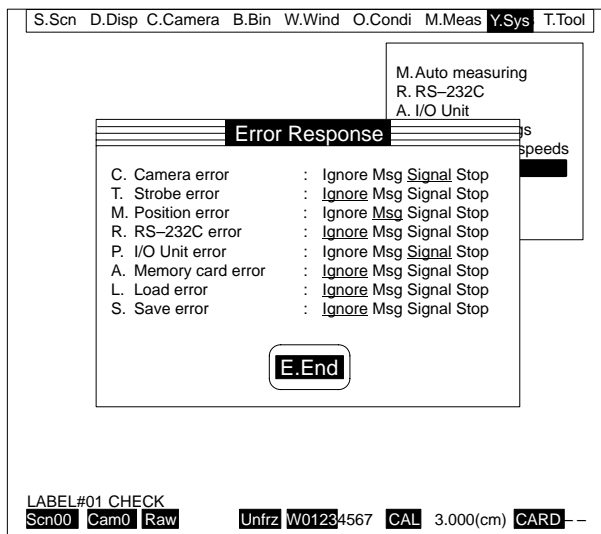 S.Scn D.Disp C.Camera B.Bin W.Wind O.Condi M.Meas Y.Sys T.Tool
M.Auto measuring
R. RS–232C
A. I/O Unit
gs
speeds
Error Response
C. Camera error : Ignore Msg Signal Stop
T. Strobe error : Ignore Msg Signal Stop
M. Position error : Ignore Msg Signal Stop
R. RS–232C error : Ignore Msg Signal Stop
P. I/O Unit error : Ignore Msg Signal Stop
A. Memory card error : Ignore Msg Signal Stop
L. Load error : Ignore Msg Signal Stop
S. Save error : Ignore Msg Signal Stop
E.End
LABEL#01 CHECK
Scn00 Cam0 Raw Unfrz W01234567 CAL 3.000(cm) CARD – –